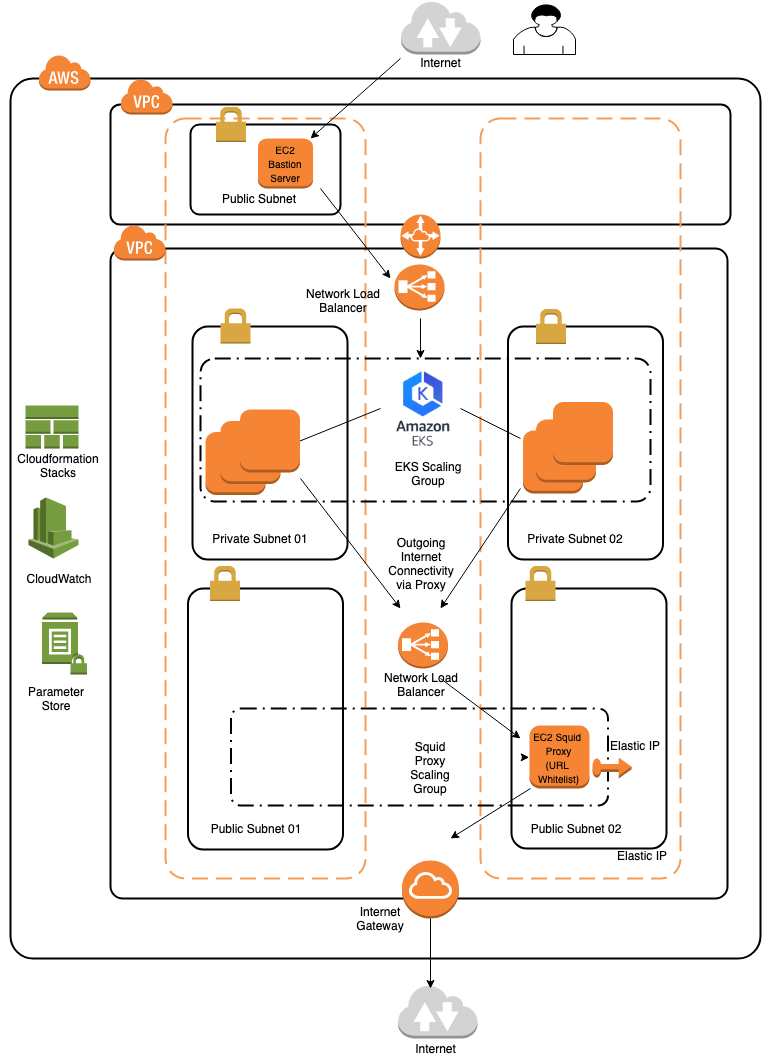 Internet
AWS
VPC
EC2
Bastion
Server
Public Subnet
VPC
Network Load
Balancer
K
Amazon
EKS
EKS Scaling
Group
Cloudformation
Stacks
Private Subnet 01
Private Subnet 02
CloudWatch
Outgoing
Internet
Connectivity
via Proxy
Parameter
Store
Network Load
Balancer
EC2 Squid
Proxy
(URL
Whitelist)
Elastic IP
Squid
Proxy
Scaling
Group
Public Subnet 01
Public Subnet 02
Elastic IP
Internet
Gateway
Internet